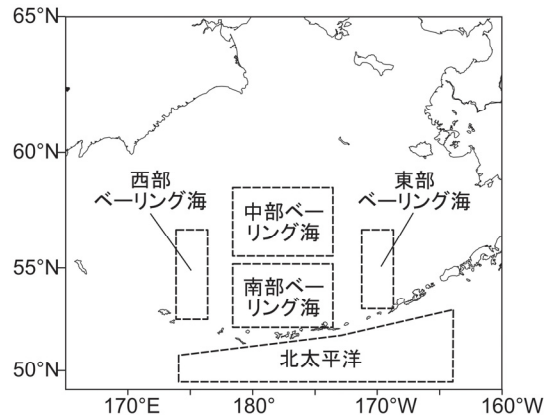 65°N
60°N
西部
ベーリング海
東部
ベーリング海
中部ベー
リング海
55°N
南部ベー
リング海
50°N
北太平洋
170°E
180°
170°W
160°W